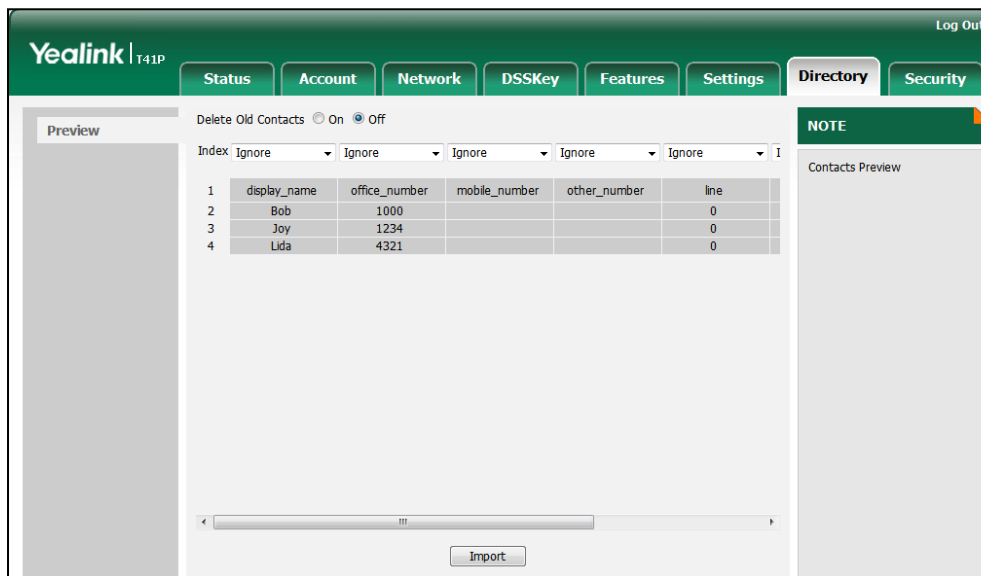 Log Out
Yealink T41P
Status Account Network DSSKey Features Settings Directory Security
Preview
Delete Old Contacts On Off
NOTE
Index Ignore Ignore Ignore Ignore Ignore
Contacts Preview
1 display_name office_number mobile_number other_number line
2 Bob 1000 0
3 Joy 1234 0
4 Lida 4321 0
Import